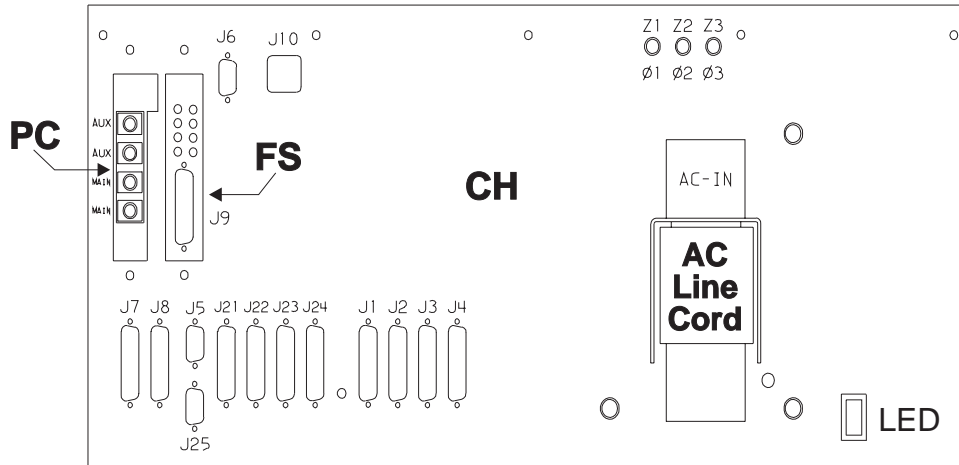 Z1 Z2 Z3
J6 J10
Ø1 Ø2 Ø3
AUX
PC
AUX
FS
MAIN
CH
AC-IN
MAIN
J9
AC
Line
Cord
J7 J8 J5 J21 J22 J23 J24 J1 J2 J3 J4
LED
J25